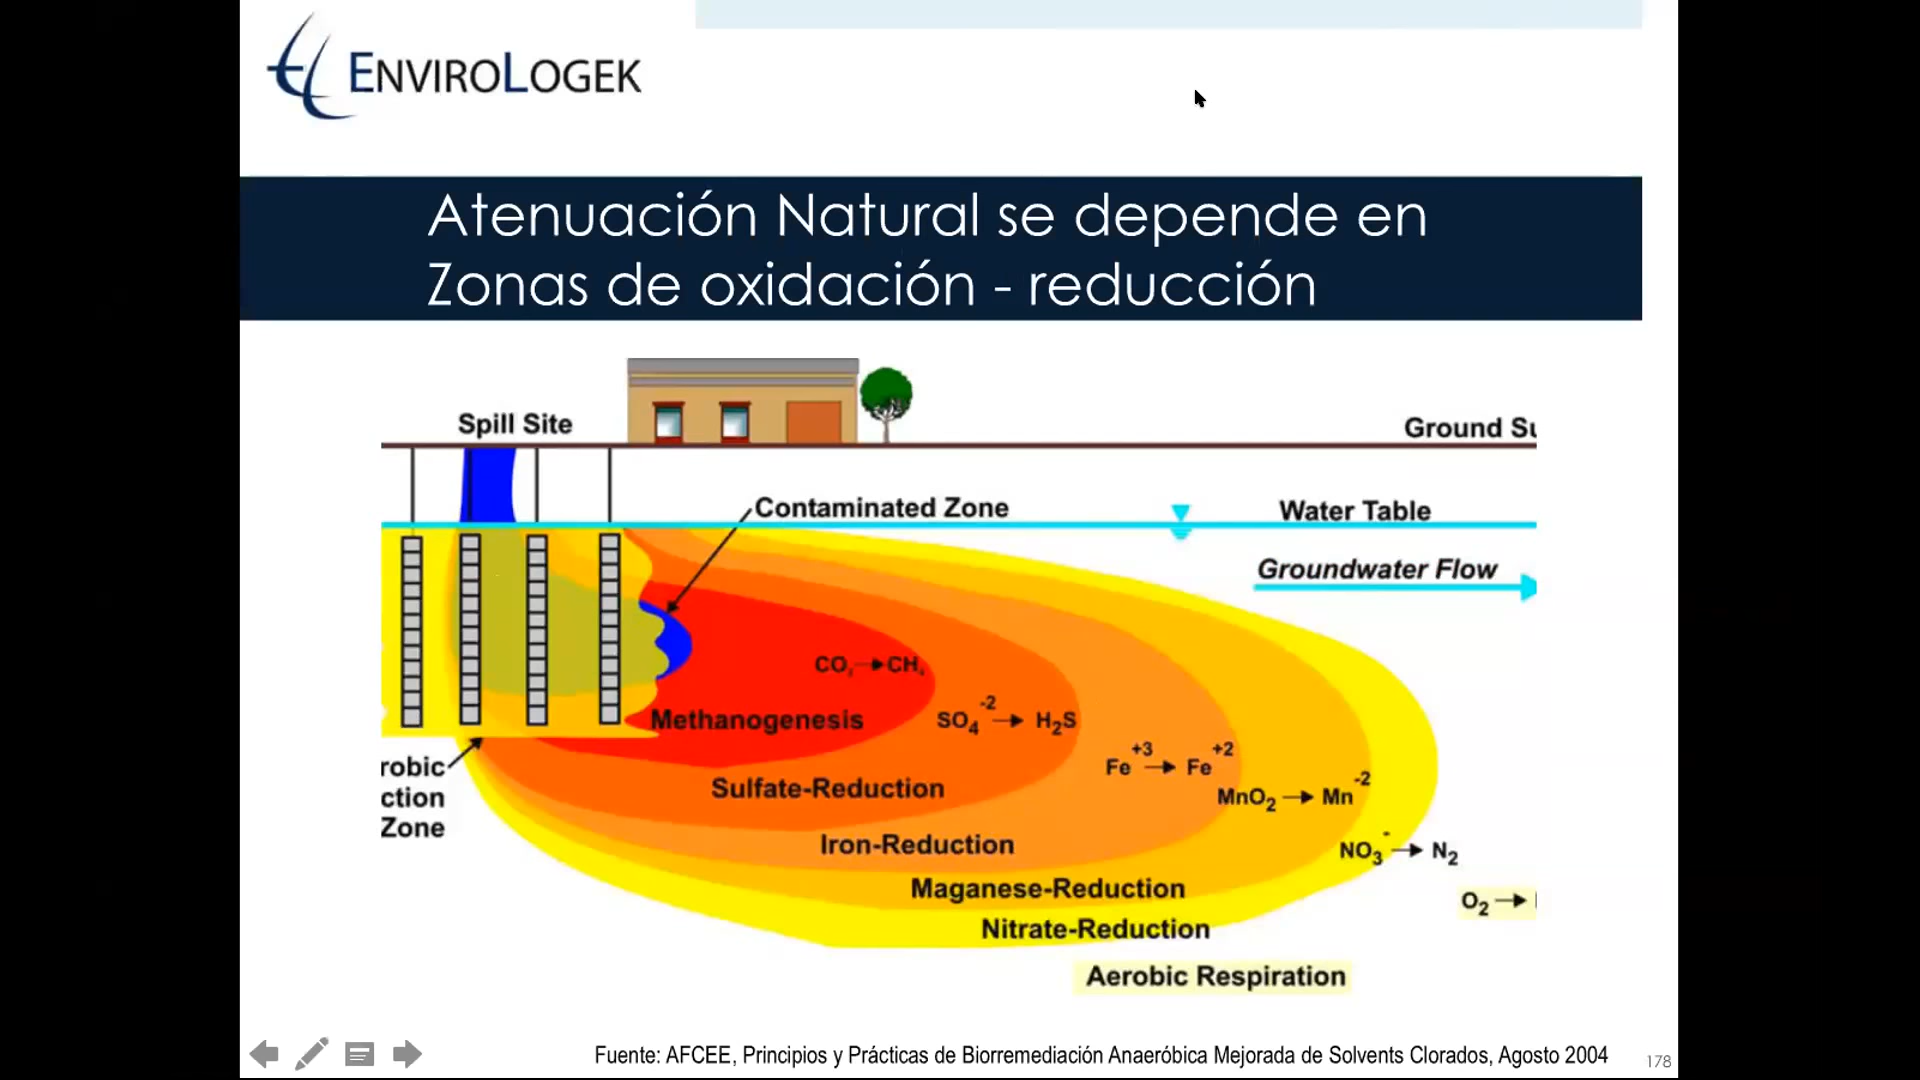 ENVIROLOGEK
Atenuación Natural se depende en
Zonas de oxidación - reducción
Spill Site
Ground Su
Contaminated Zone
Water Table
Groundwater Flow
CO₂ → CH₄
Methanogenesis
SO₄⁻² → H₂S
Fe⁺³ → Fe⁺²
robic
ction
Zone
Sulfate-Reduction
MnO₂ → Mn⁻²
Iron-Reduction
NO₃⁻ → N₂
Maganese-Reduction
O₂ →
Nitrate-Reduction
Aerobic Respiration
Fuente: AFCEE, Principios y Prácticas de Biorremediación Anaeróbica Mejorada de Solvents Clorados, Agosto 2004
178